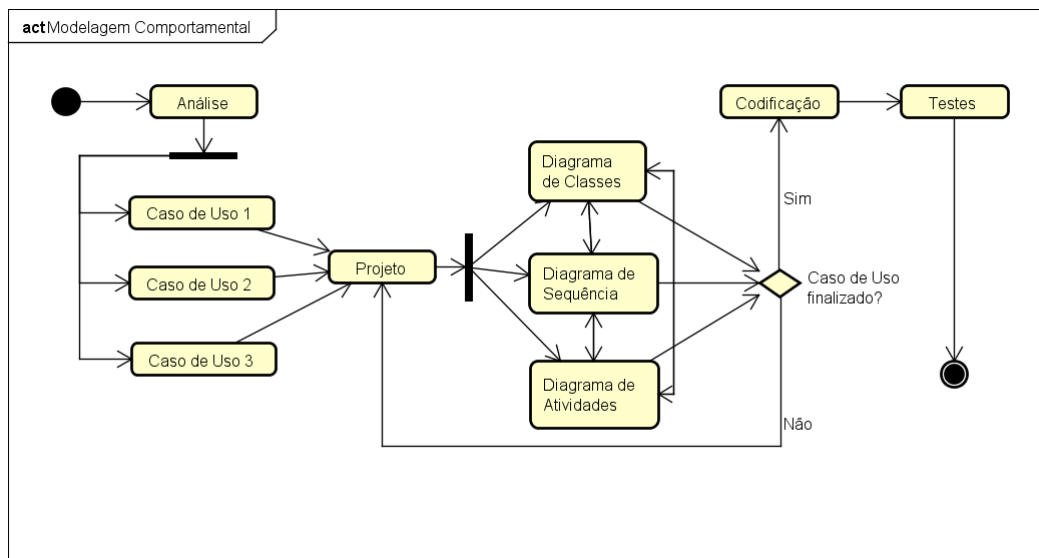 act Modelagem Comportamental
Análise
Codificação
Testes
Diagrama
de Classes
Sim
Caso de Uso 1
Projeto
Caso de Uso 2
Diagrama de
Sequência
Caso de Uso
finalizado?
Caso de Uso 3
Diagrama de
Atividades
Não